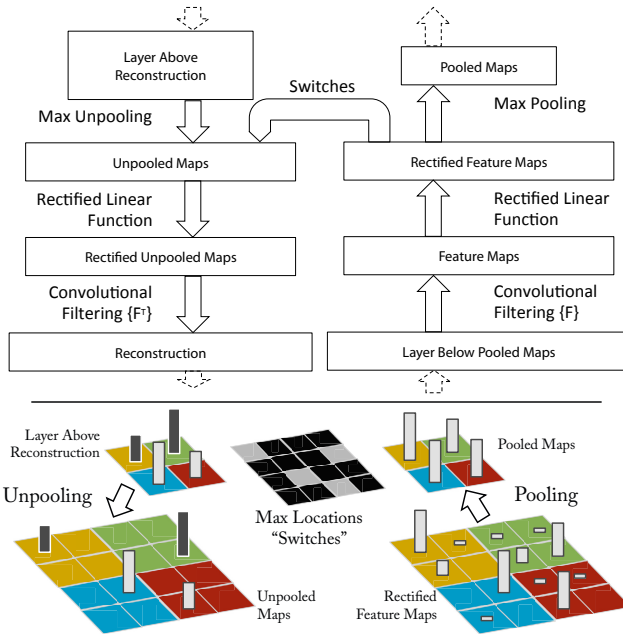 Layer Above
Reconstruction
Pooled Maps
Switches
Max Unpooling
Max Pooling
Unpooled Maps
Rectified Feature Maps
Rectified Linear
Function
Rectified Linear
Function
Rectified Unpooled Maps
Feature Maps
Convolutional
Filtering {Fᵀ}
Convolutional
Filtering {F}
Reconstruction
Layer Below Pooled Maps
Layer Above
Reconstruction
Pooled Maps
Unpooling
Pooling
Max Locations
“Switches”
Unpooled
Maps
Rectified
Feature Maps